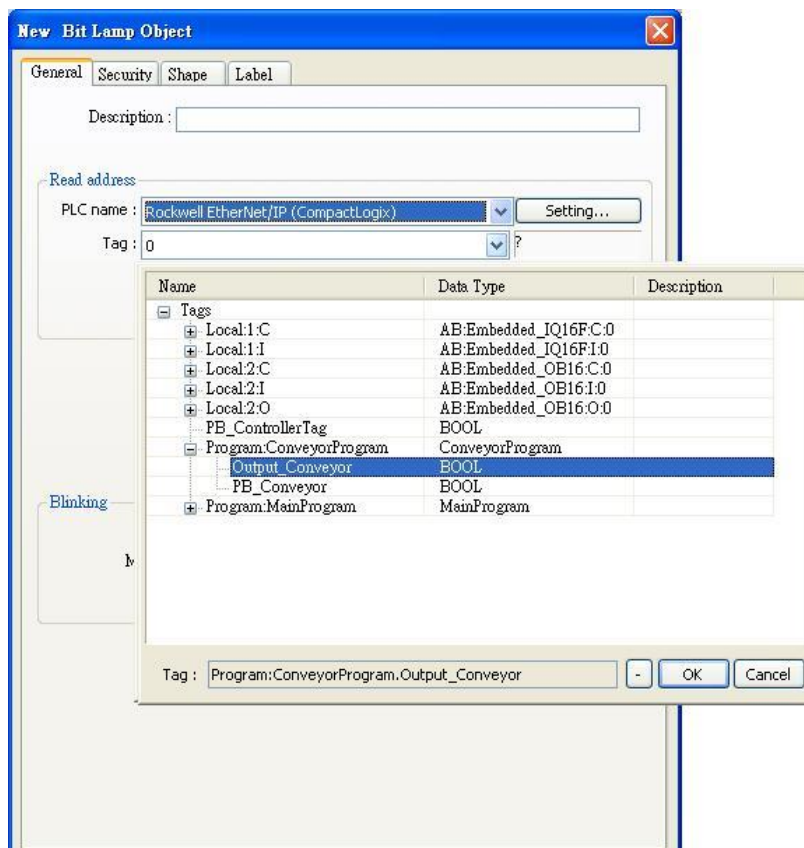 New Bit Lamp Object
General Security Shape Label
Description :
Read address
PLC name : Rockwell EtherNet/IP (CompactLogix) Setting...
Tag : 0 ?
Name Data Type Description
Tags
Local:1:C AB:Embedded_IQ16F:C:0
Local:1:I AB:Embedded_IQ16F:I:0
Local:2:C AB:Embedded_OB16:C:0
Local:2:I AB:Embedded_OB16:I:0
Local:2:O AB:Embedded_OB16:O:0
PB_ControllerTag BOOL
Program:ConveyorProgram ConveyorProgram
Output_Conveyor BOOL
PB_Conveyor BOOL
Program:MainProgram MainProgram
Blinking
Tag : Program:ConveyorProgram.Output_Conveyor - OK Cancel